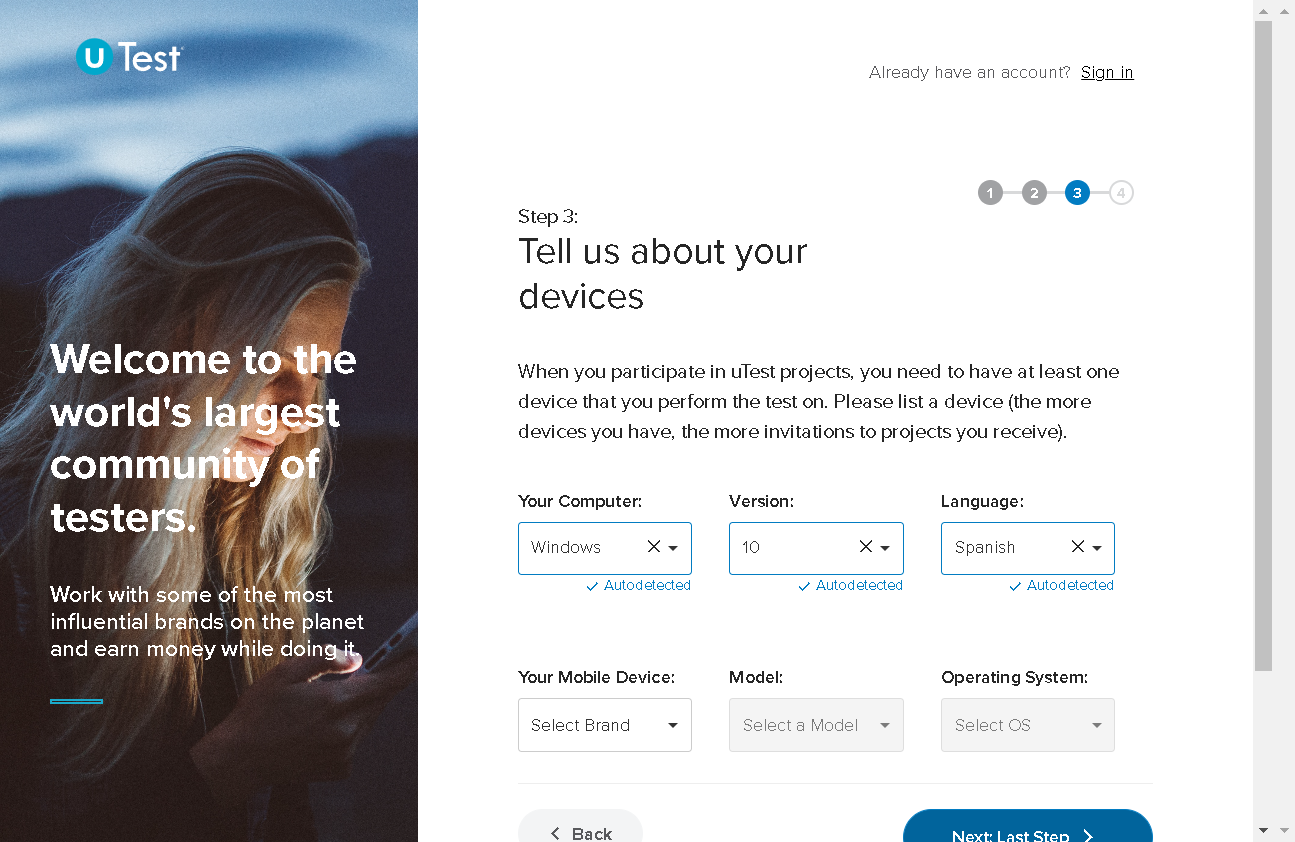 U Test
Already have an account? Sign in
1 2 3 4
Step 3:
Tell us about your
devices
Welcome to the
world's largest
community of
testers.
Work with some of the most
influential brands on the planet
and earn money while doing it.
When you participate in uTest projects, you need to have at least one
device that you perform the test on. Please list a device (the more
devices you have, the more invitations to projects you receive).
Your Computer: Version: Language:
Windows 10 Spanish
Autodetected Autodetected Autodetected
Your Mobile Device: Model: Operating System:
Select Brand Select a Model Select OS
Back Next: Last Step